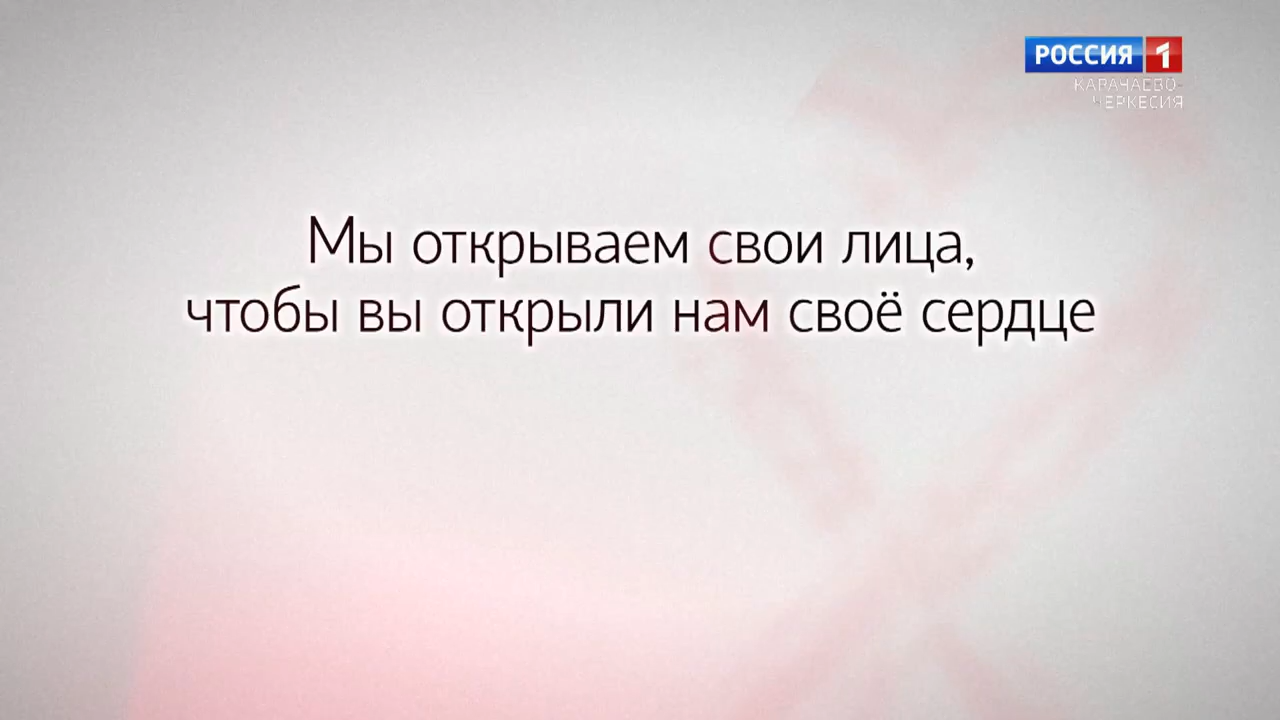 РОССИЯ 1
КАРАЧАЕВО-
ЧЕРКЕСИЯ
Мы открываем свои лица,
чтобы вы открыли нам своё сердце